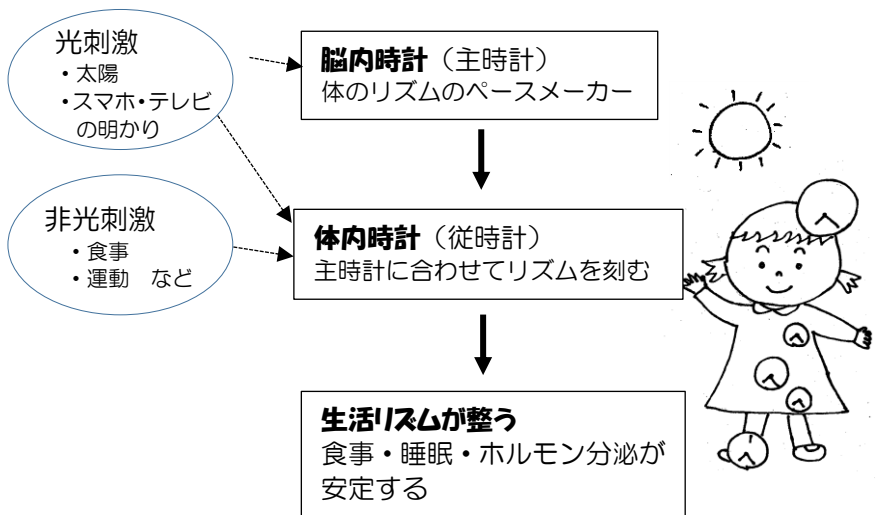 光刺激
・太陽
・スマホ・テレビ
の明かり
脳内時計（主時計）
体のリズムのペースメーカー
非光刺激
・食事
・運動　など
体内時計（従時計）
主時計に合わせてリズムを刻む
生活リズムが整う
食事・睡眠・ホルモン分泌が
安定する